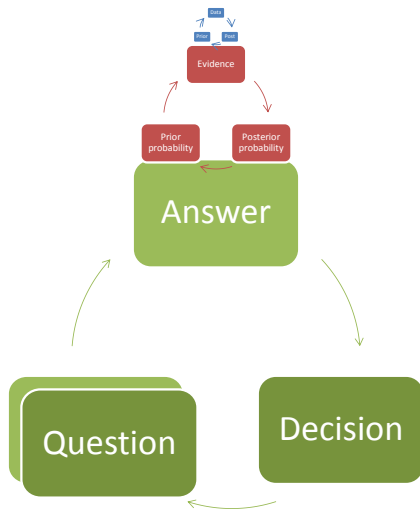 Data
Prior
Post
Evidence
Prior
probability
Posterior
probability
Answer
Question
Decision